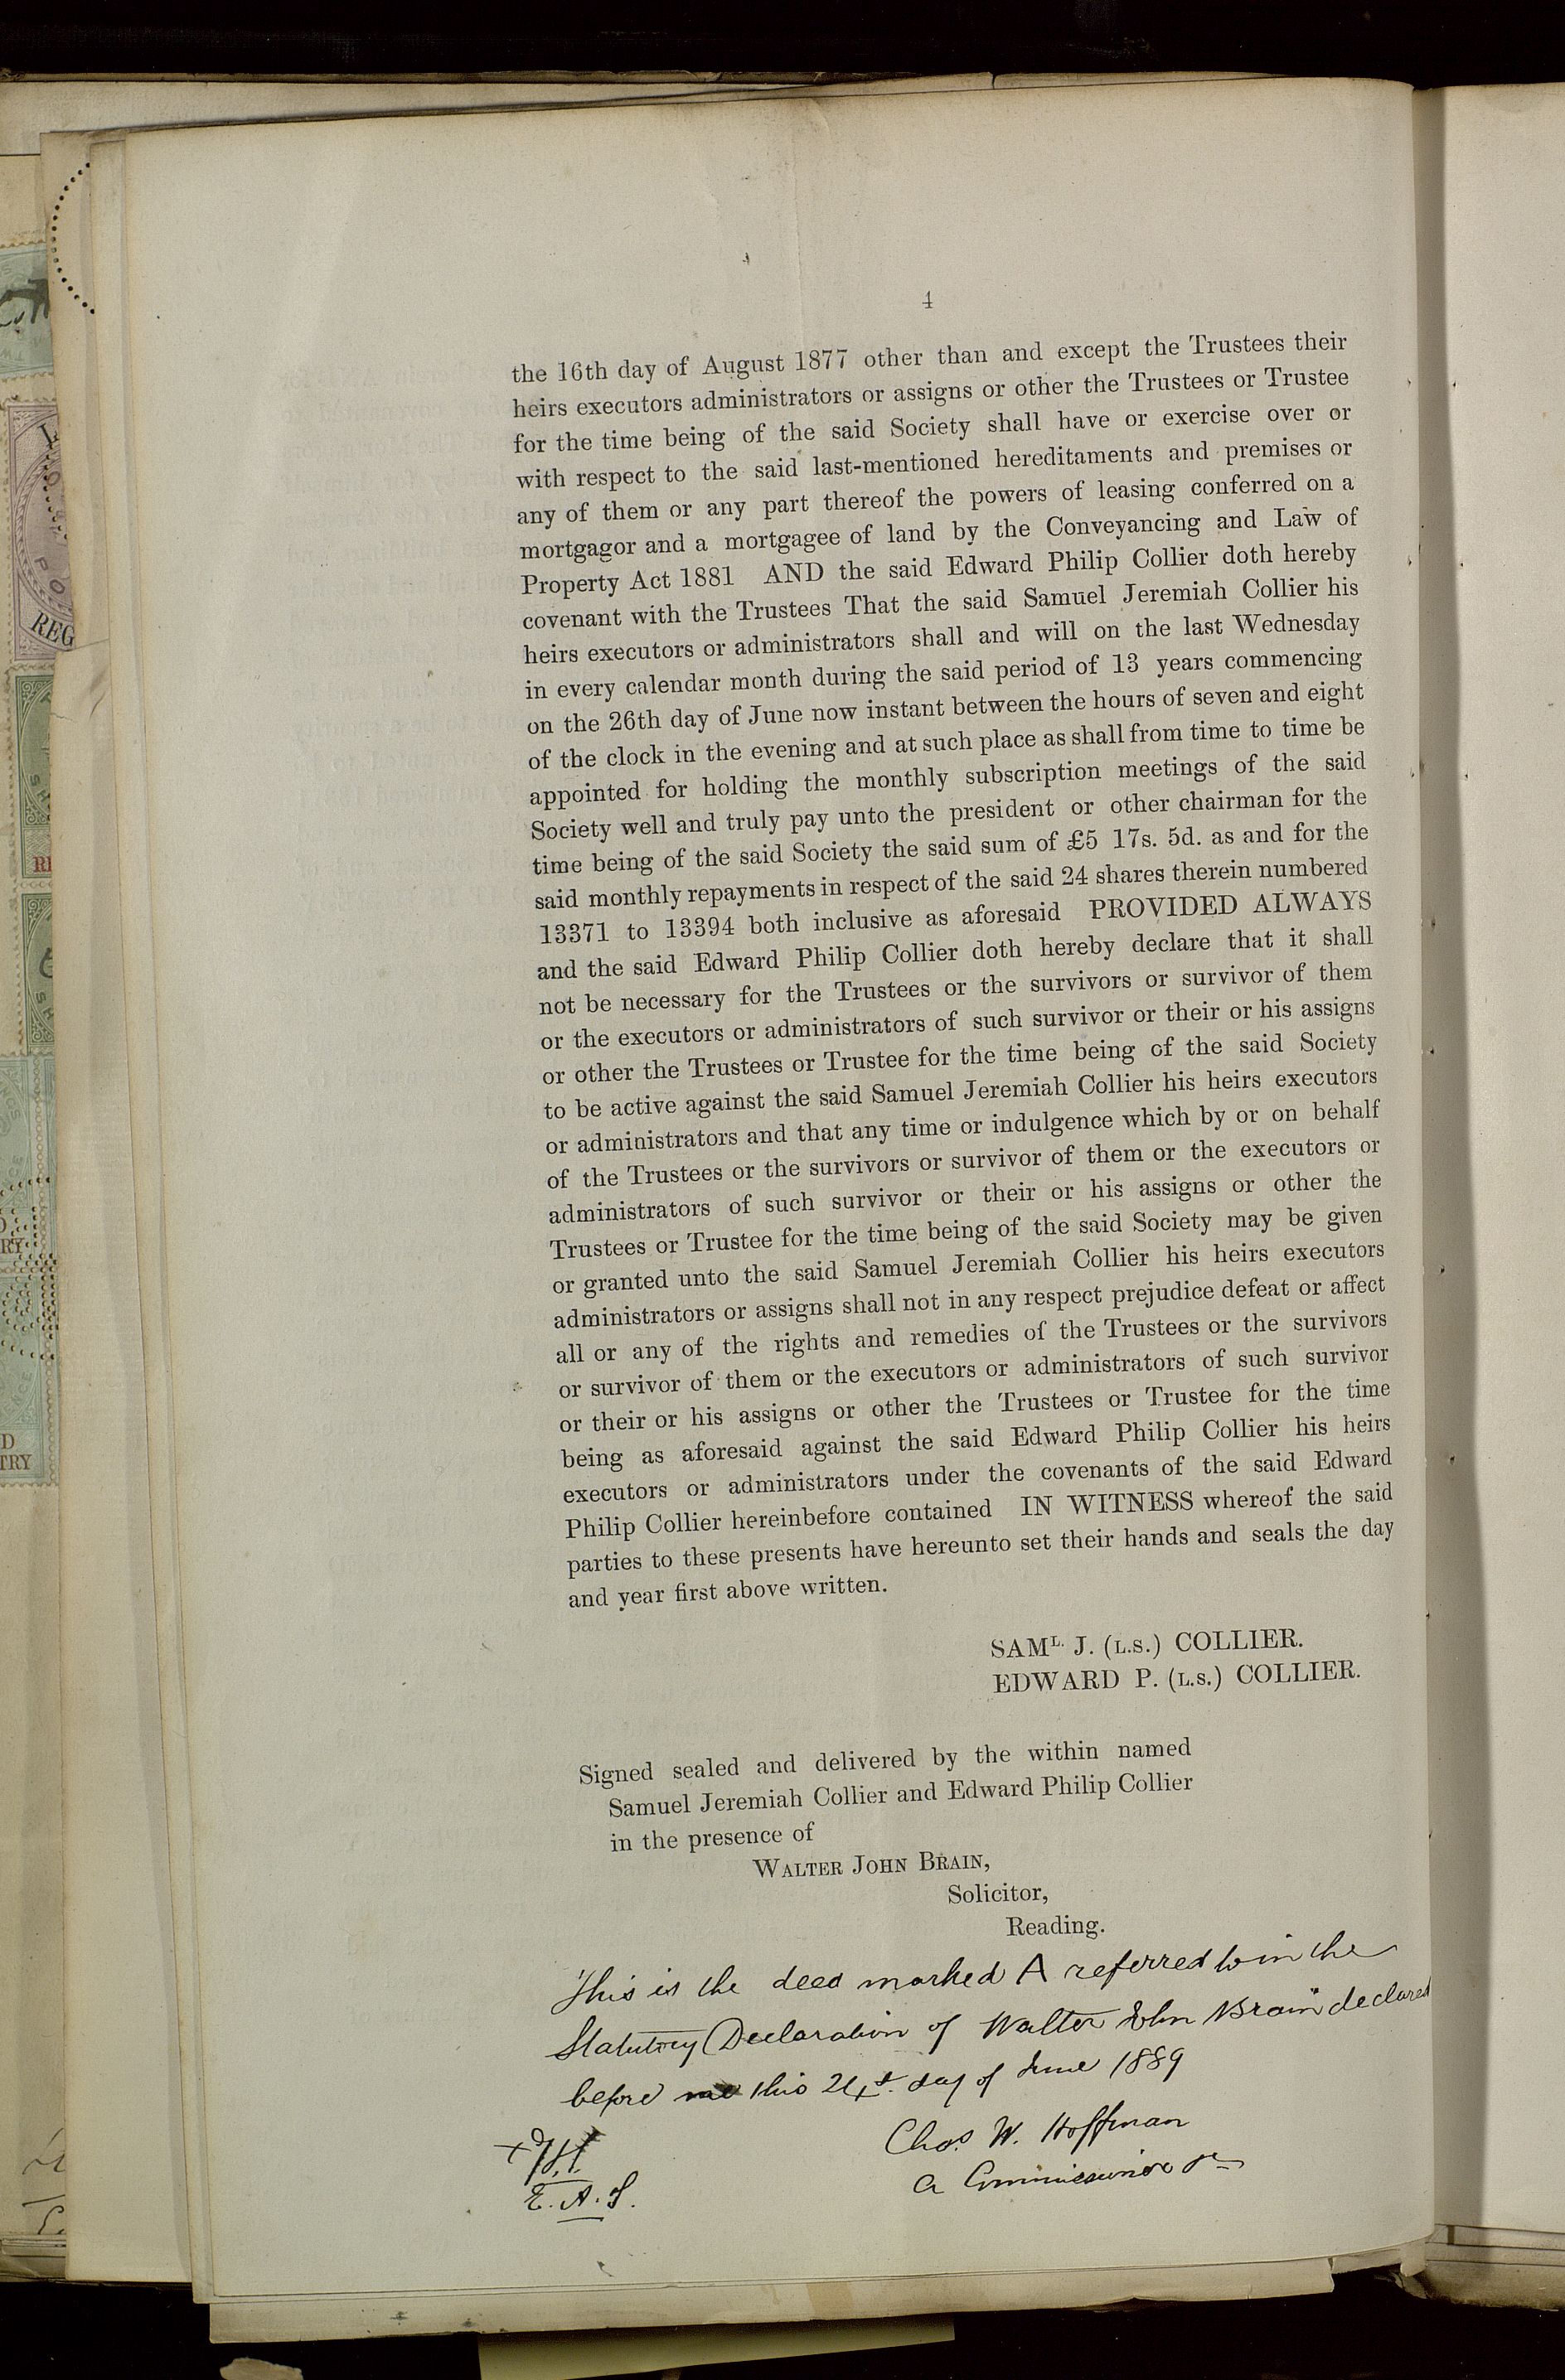 4
the 16th day of August 1877 other than and except the Trustees their
heirs executors administrators or assigns or other the Trustees or Trustee
for the time being of the said Society shall have or exercise over or
with respect to the said last-mentioned hereditaments and premises or
any of them or any part thereof the powers of leasing conferred on a
mortgagor and a mortgagee of land by the Conveyancing and Law of
Property Act 1881 AND the said Edward Philip Collier doth hereby
covenant with the Trustees That the said Samuel Jeremiah Collier his
heirs executors or administrators shall and will on the last Wednesday
in every calendar month during the said period of 13 years commencing
on the 26th day of June now instant between the hours of seven and eight
of the clock in the evening and at such place as shall from time to time be
appointed for holding the monthly subscription meetings of the said
Society well and truly pay unto the president or other chairman for the
time being of the said Society the said sum of £5 17s. 5d. as and for the
said monthly repayments in respect of the said 24 shares therein numbered
13371 to 13394 both inclusive as aforesaid PROVIDED ALWAYS
and the said Edward Philip Collier doth hereby declare that it shall
not be necessary for the Trustees or the survivors or survivor of them
or the executors or administrators of such survivor or their or his assigns
or other the Trustees or Trustee for the time being of the said Society
to be active against the said Samuel Jeremiah Collier his heirs executors
or administrators and that any time or indulgence which by or on behalf
of the Trustees or the survivors or survivor of them or the executors or
administrators of such survivor or their or his assigns or other the
Trustees or Trustee for the time being of the said Society may be given
or granted unto the said Samuel Jeremiah Collier his heirs executors
administrators or assigns shall not in any respect prejudice defeat or affect
all or any of the rights and remedies of the Trustees or the survivors
or survivor of them or the executors or administrators of such survivor
or their or his assigns or other the Trustees or Trustee for the time
being as aforesaid against the said Edward Philip Collier his heirs
executors or administrators under the covenants of the said Edward
Philip Collier hereinbefore contained IN WITNESS whereof the said
parties to these presents have hereunto set their hands and seals the day
and year first above written.
SAML. J. (L.S.) COLLIER.
EDWARD P. (L.S.) COLLIER.
Signed sealed and delivered by the within named
Samuel Jeremiah Collier and Edward Philip Collier
in the presence of
WALTER JOHN BRAIN,
Solicitor,
Reading.
This is the deed marked A referred to in the
Statutory Declaration of Walter John Brain declared
before me this day of June 1889
Chas. W. Hoffman
a Commissioner &c
E. A. S.
REG